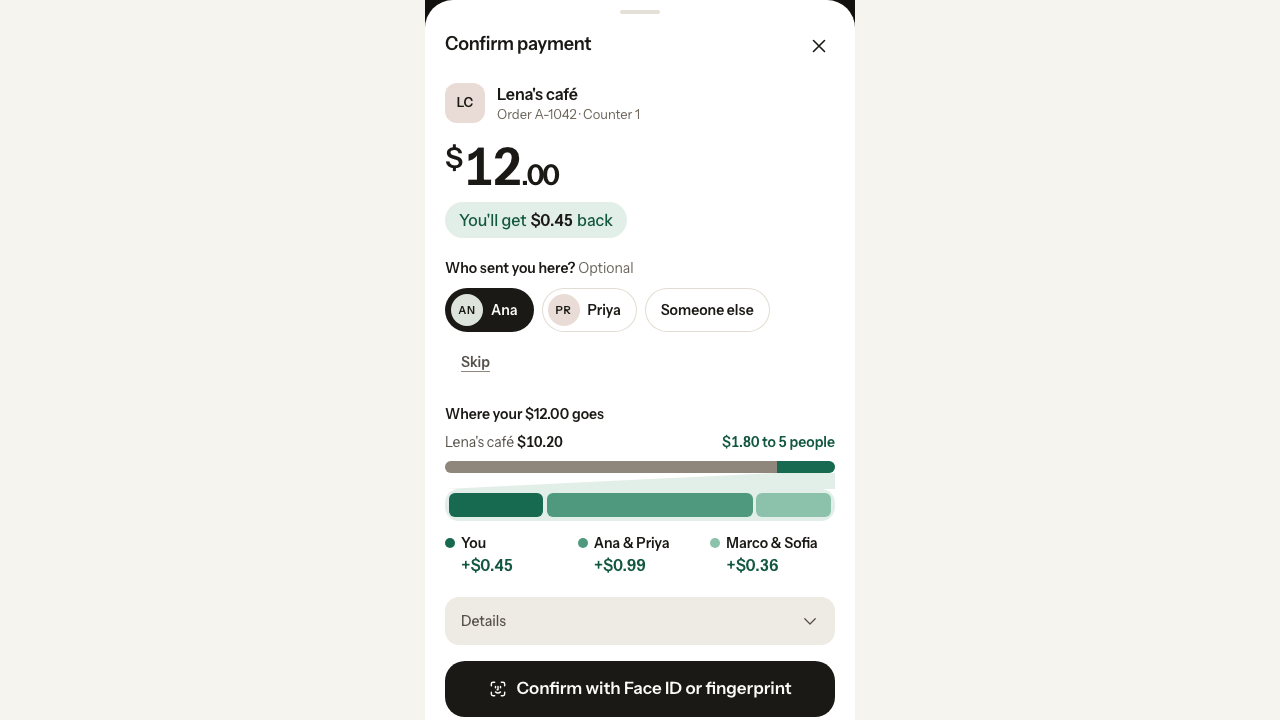 Confirm payment
LC
Lena's café
Order A-1042 · Counter 1
$12.00
You'll get $0.45 back
Who sent you here? Optional
AN Ana
PR Priya
Someone else
Skip
Where your $12.00 goes
Lena's café $10.20
$1.80 to 5 people
You
+$0.45
Ana & Priya
+$0.99
Marco & Sofia
+$0.36
Details
Confirm with Face ID or fingerprint